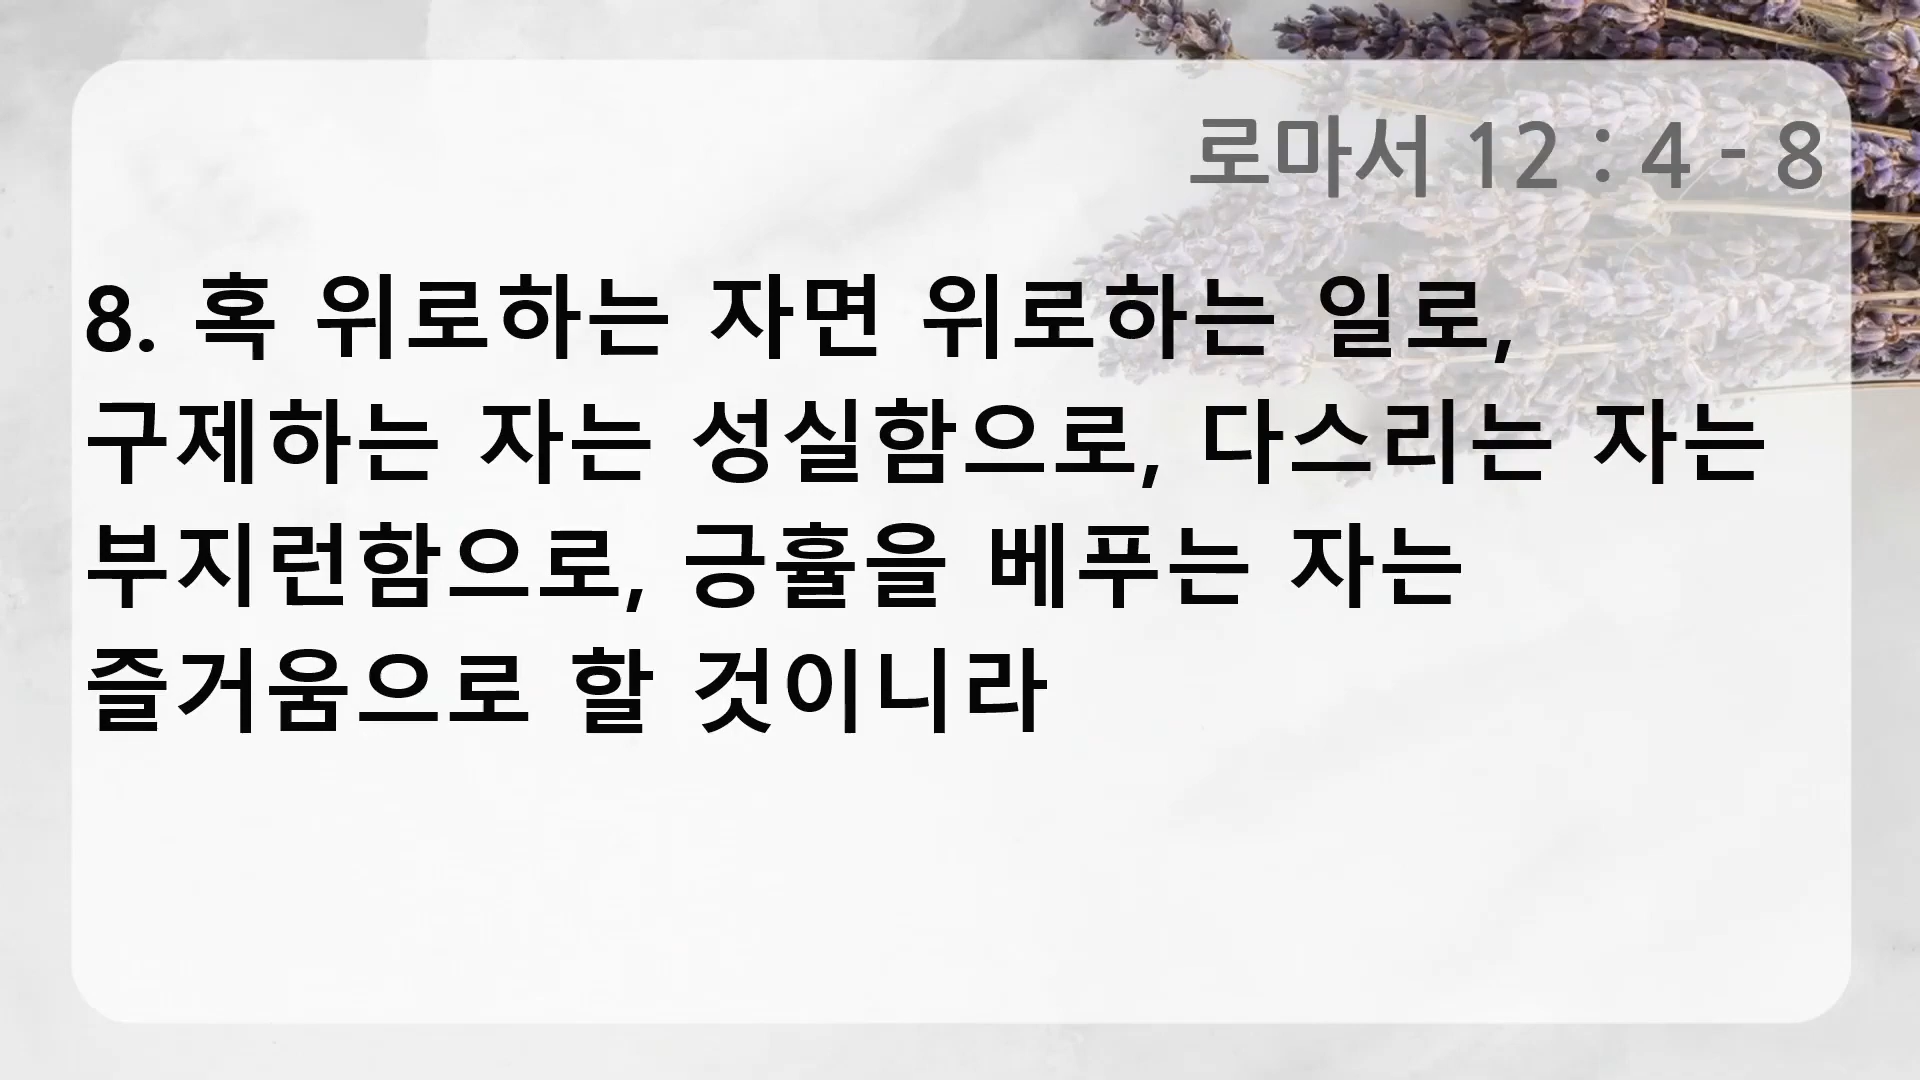 로마서 12 : 4 - 8
8. 혹 위로하는 자면 위로하는 일로,
구제하는 자는 성실함으로, 다스리는 자는
부지런함으로, 긍휼을 베푸는 자는
즐거움으로 할 것이니라